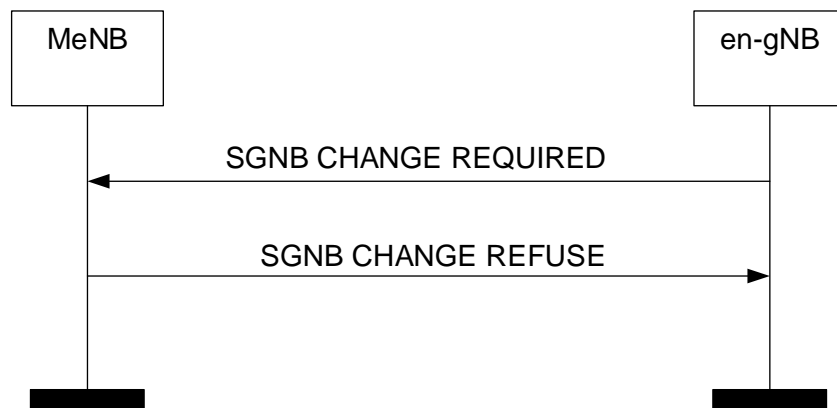 MeNB
en-gNB
SGNB CHANGE REQUIRED
SGNB CHANGE REFUSE